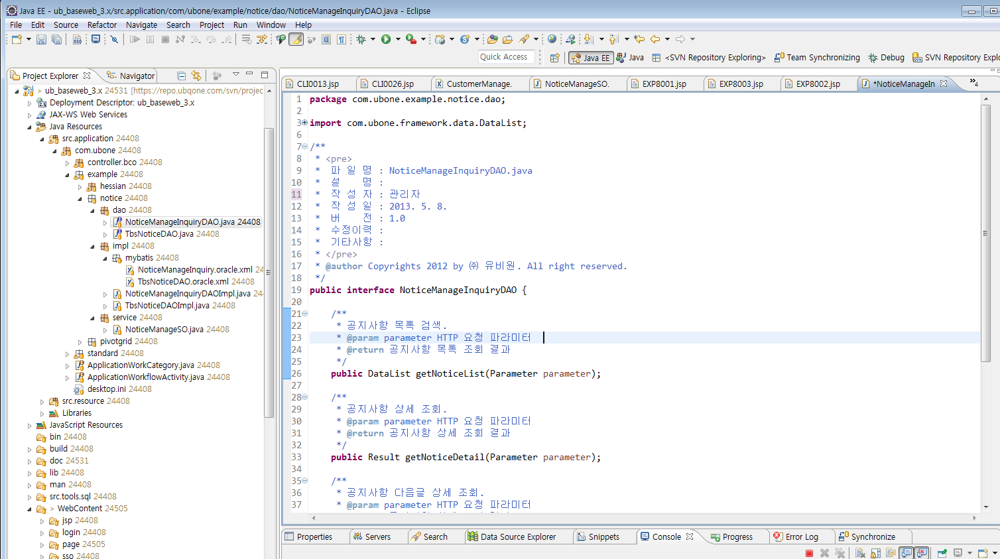 Java EE - ub_baseweb_3.x/src.application/com/ubone/example/notice/dao/NoticeManageInquiryDAO.java - Eclipse
File Edit Source Refactor Navigate Search Project Run Window Help
Quick Access
Java EE Java <SVN Repository Exploring> Team Synchronizing Debug SVN Repository Explo
Project Explorer Navigator
> ub_baseweb_3.x 24531 [https://repo.ubqone.com/svn/projec
Deployment Descriptor: ub_baseweb_3.x
JAX-WS Web Services
Java Resources
src.application 24408
com.ubone 24408
controller.bco 24408
example 24408
hessian 24408
notice 24408
dao 24408
NoticeManageInquiryDAO.java 24408
TbsNoticeDAO.java 24408
impl 24408
mybatis 24408
NoticeManageInquiry.oracle.xml 24
TbsNoticeDAO.oracle.xml 24408
NoticeManageInquiryDAOImpl.java 24
TbsNoticeDAOImpl.java 24408
service 24408
NoticeManageSO.java 24408
pivotgrid 24408
standard 24408
ApplicationWorkCategory.java 24408
ApplicationWorkflowActivity.java 24408
desktop.ini 24408
src.resource 24408
Libraries
JavaScript Resources
bin 24408
build 24408
doc 24531
lib 24408
man 24408
src.tools.sql 24408
> WebContent 24505
jsp 24408
login 24408
page 24505
sso 24408
CLI0013.jsp CLI0026.jsp CustomerManage. NoticeManageSO. EXP8001.jsp EXP8003.jsp EXP8002.jsp *NoticeManageIn »4
1 package com.ubone.example.notice.dao;
2
3 import com.ubone.framework.data.DataList;
6
7 /**
8 * <pre>
9 * 파 일 명 : NoticeManageInquiryDAO.java
10 * 설 명 :
11 * 작 성 자 : 관리자
12 * 작 성 일 : 2013. 5. 8.
13 * 버 전 : 1.0
14 * 수정이력 :
15 * 기타사항 :
16 * </pre>
17 * @author Copyrights 2012 by ㈜ 유비원. All right reserved.
18 */
19 public interface NoticeManageInquiryDAO {
20
21 /**
22 * 공지사항 목록 검색.
23 * @param parameter HTTP 요청 파라미터
24 * @return 공지사항 목록 조회 결과
25 */
26 public DataList getNoticeList(Parameter parameter);
27
28 /**
29 * 공지사항 상세 조회.
30 * @param parameter HTTP 요청 파라미터
31 * @return 공지사항 상세 조회 결과
32 */
33 public Result getNoticeDetail(Parameter parameter);
34
35 /**
36 * 공지사항 다음글 상세 조회.
37 * @param parameter HTTP 요청 파라미터
Properties Servers Search Data Source Explorer Snippets Console Progress Error Log Synchronize